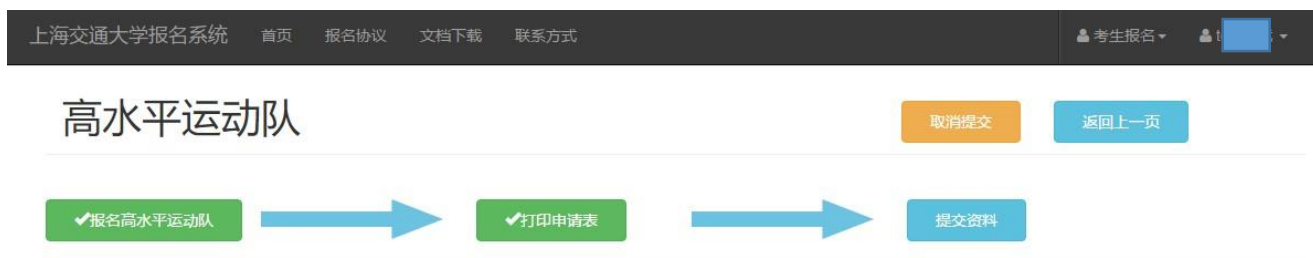 上海交通大学报名系统 首页 报名协议 文档下载 联系方式 考生报名 t
高水平运动队 取消提交 返回上一页
报名高水平运动队 打印申请表 提交资料